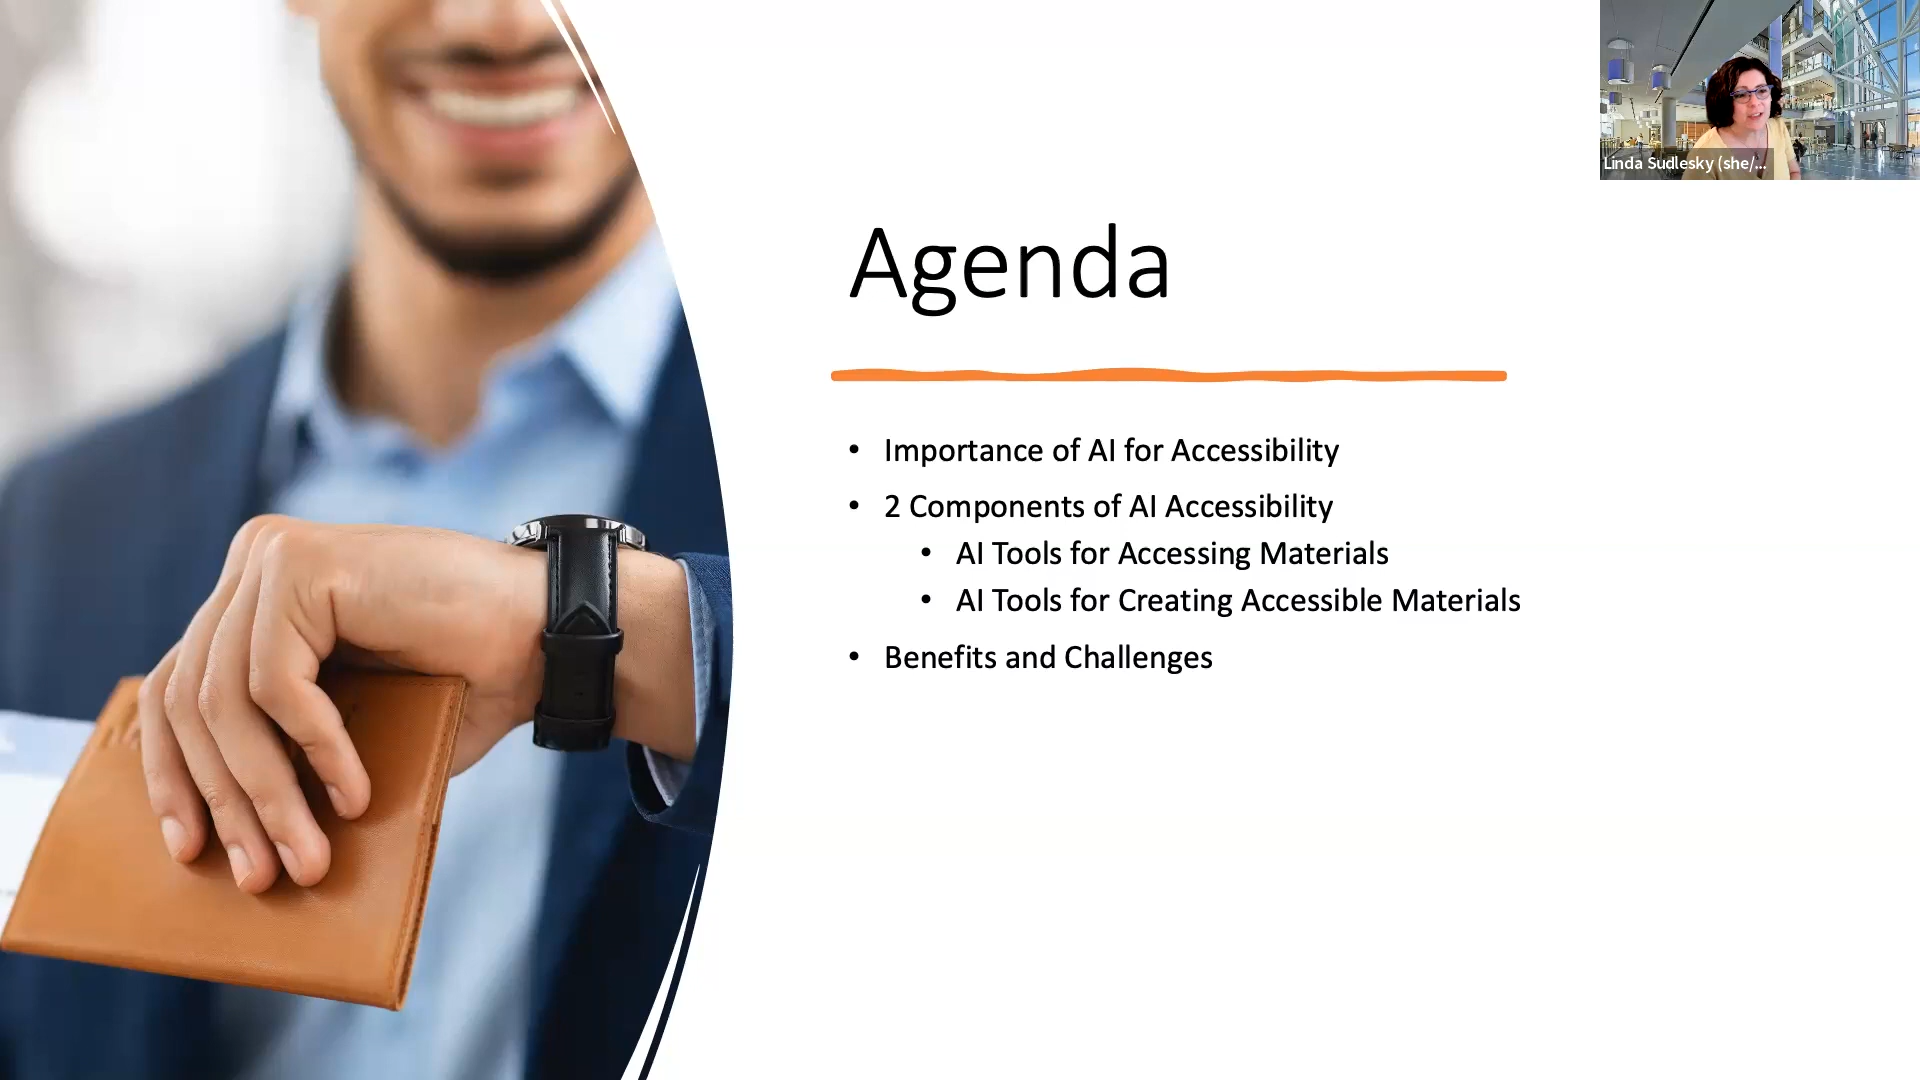 Linda Sudlesky (she/...
Agenda
• Importance of AI for Accessibility
• 2 Components of AI Accessibility
• AI Tools for Accessing Materials
• AI Tools for Creating Accessible Materials
• Benefits and Challenges